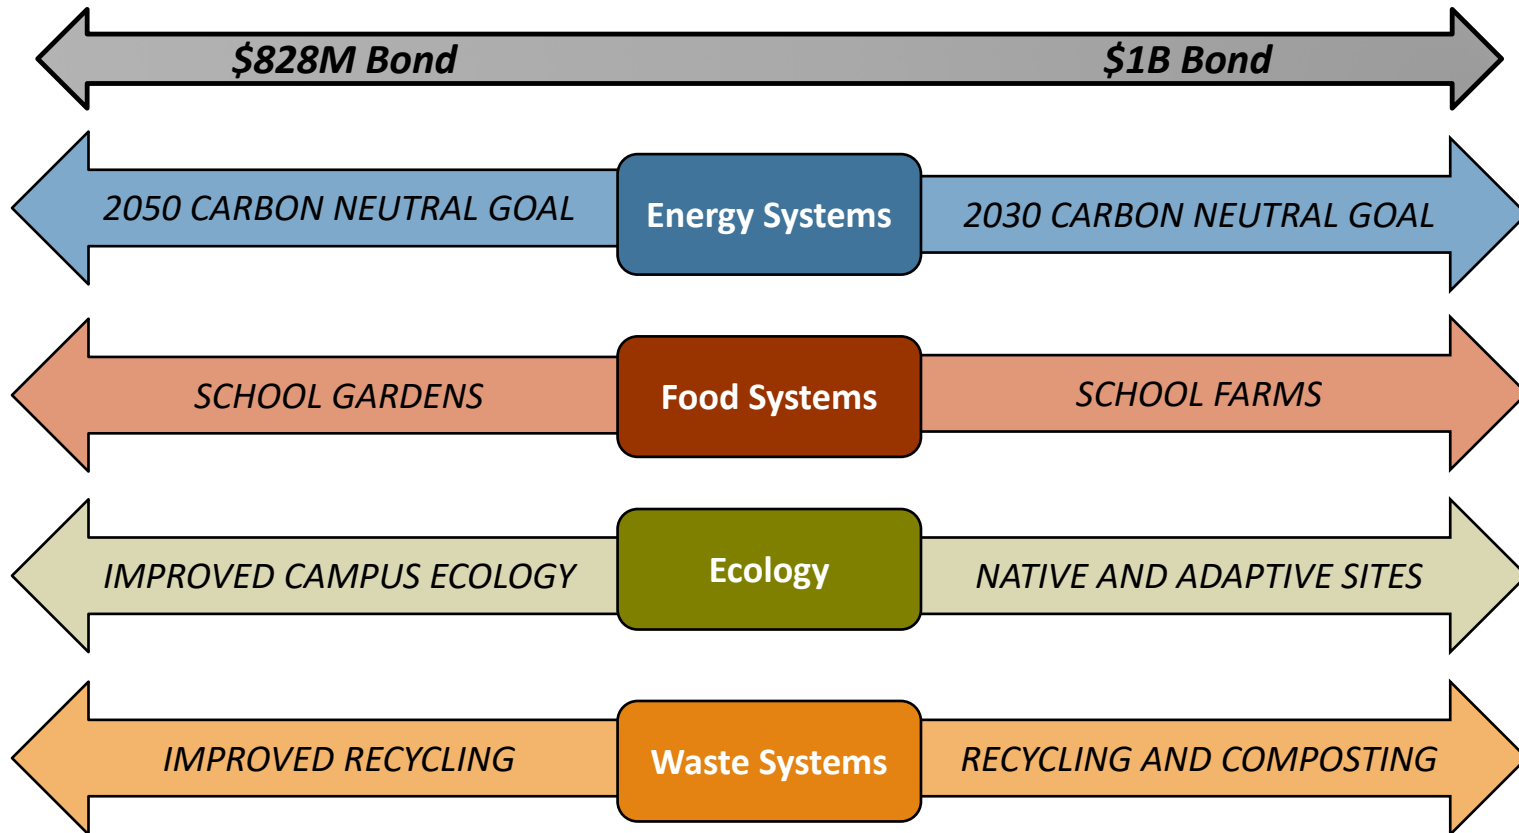 $828M Bond
$1B Bond
2050 CARBON NEUTRAL GOAL
Energy Systems
2030 CARBON NEUTRAL GOAL
SCHOOL GARDENS
Food Systems
SCHOOL FARMS
IMPROVED CAMPUS ECOLOGY
Ecology
NATIVE AND ADAPTIVE SITES
IMPROVED RECYCLING
Waste Systems
RECYCLING AND COMPOSTING